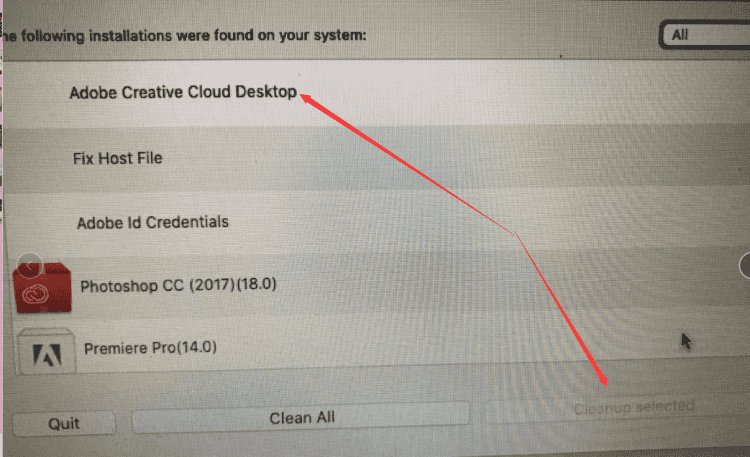 he following installations were found on your system:
All
Adobe Creative Cloud Desktop
Fix Host File
Adobe Id Credentials
Photoshop CC (2017)(18.0)
Premiere Pro(14.0)
Quit
Clean All
Cleanup selected